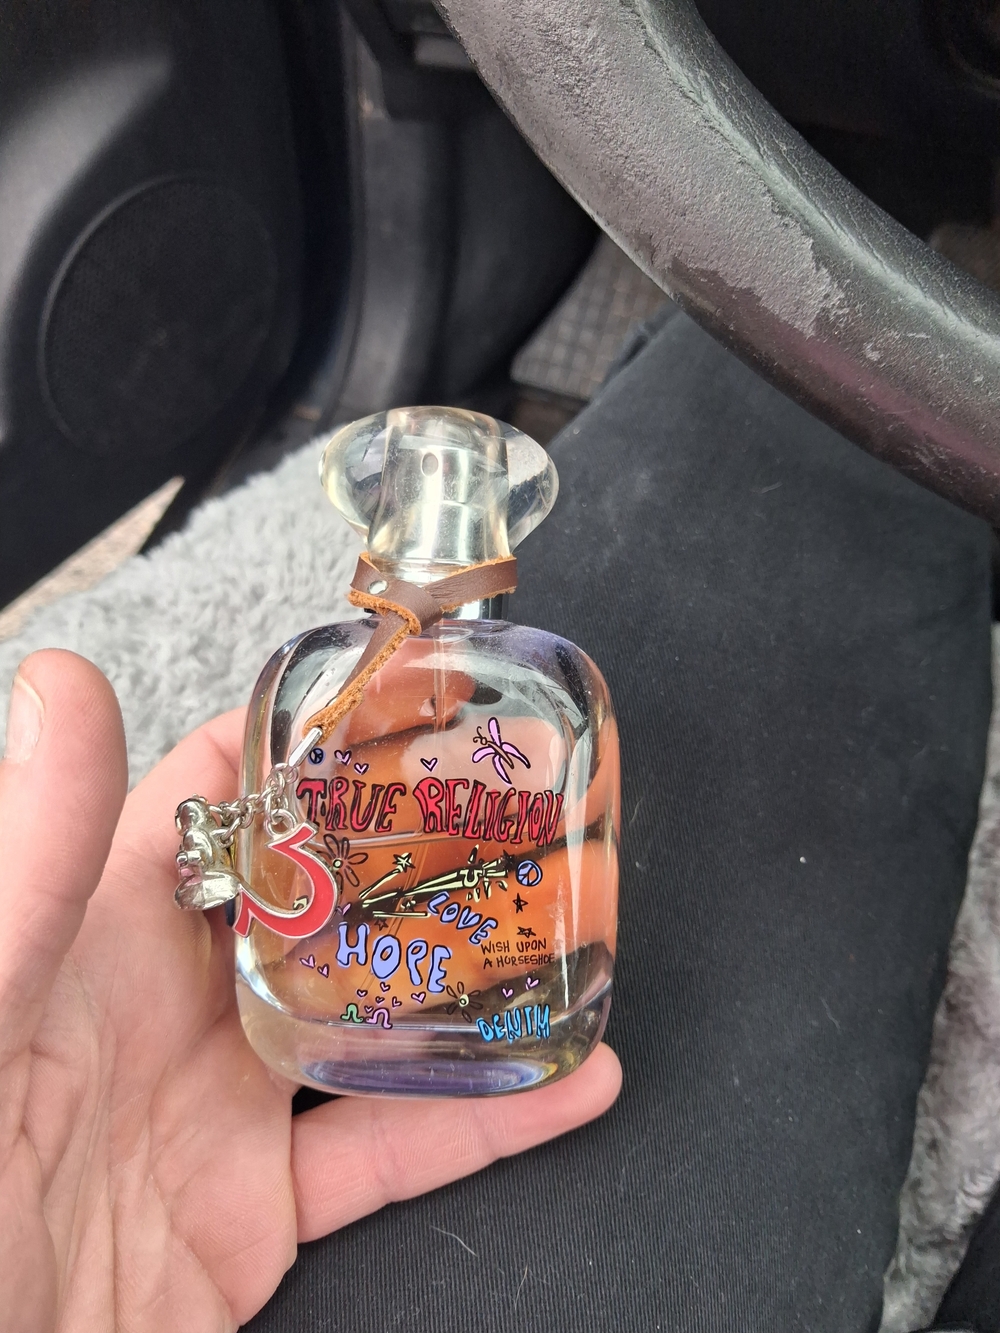 TRUE RELIGION
LOVE
HOPE
WISH UPON
A HORSESHOE
DENIM